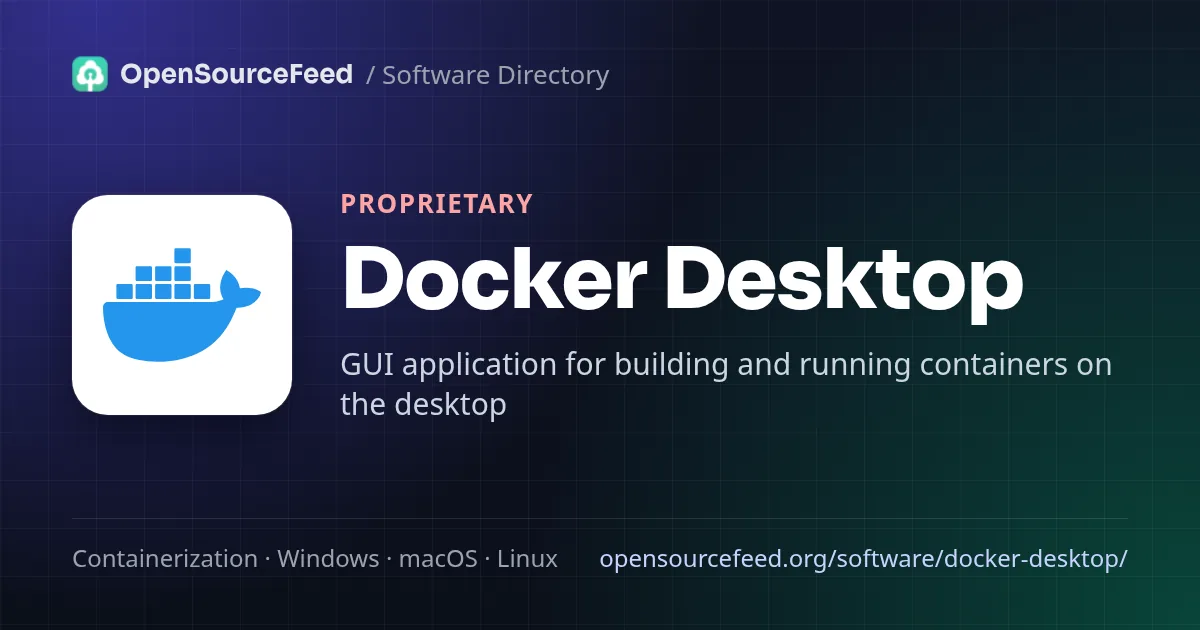 OpenSourceFeed / Software Directory
PROPRIETARY
Docker Desktop
GUI application for building and running containers on
the desktop
Containerization · Windows · macOS · Linux
opensourcefeed.org/software/docker-desktop/